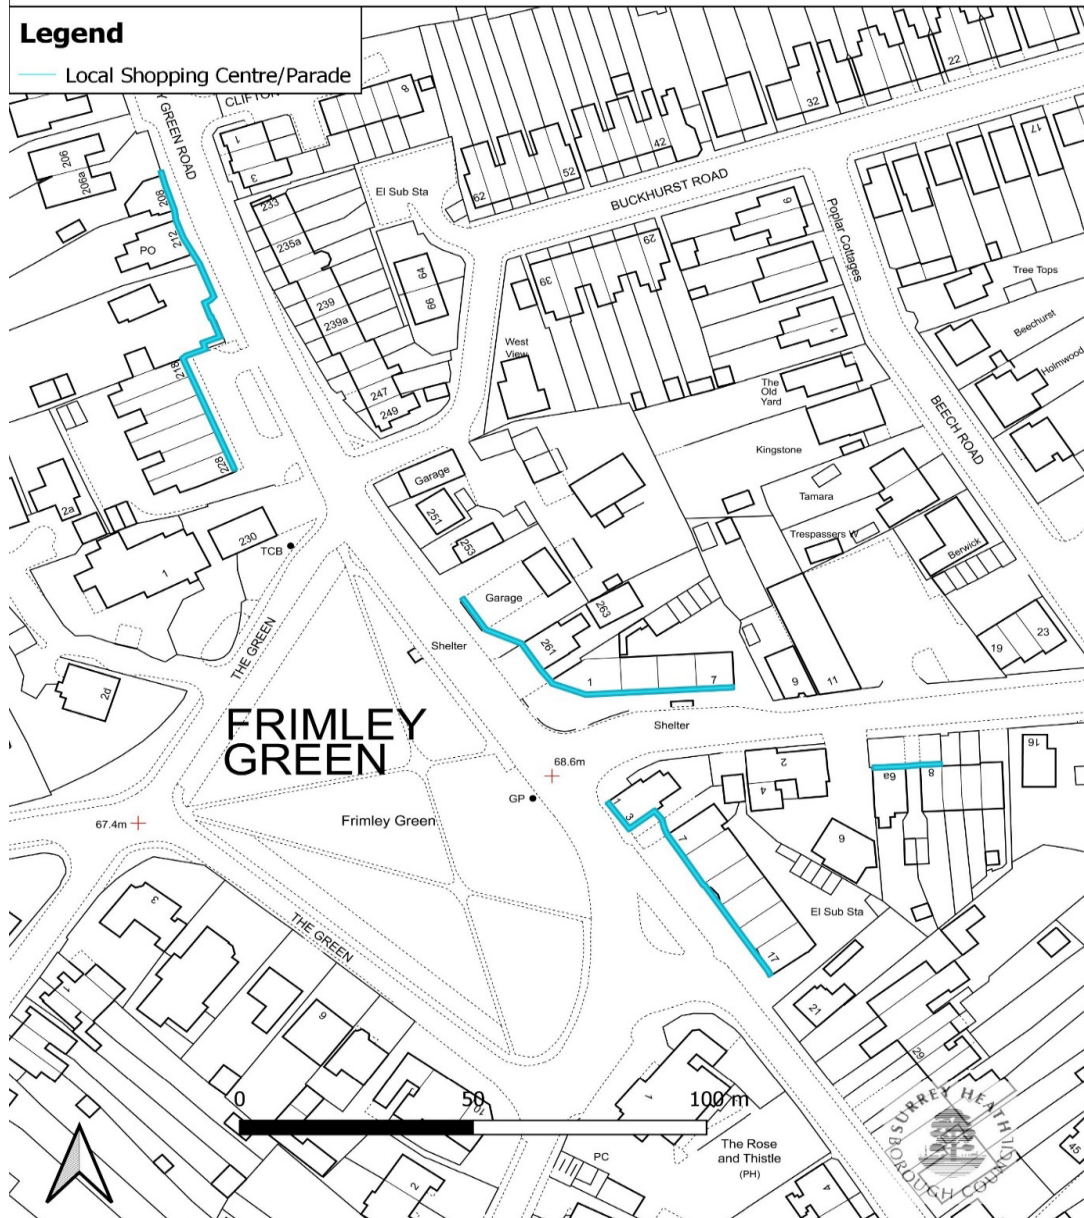 Legend
Local Shopping Centre/Parade
Y GREEN ROAD
CLIFTON
206
206a
208
212
PO
1
3
8
El Sub Sta
233
235a
239
239a
247
249
64
66
62
52
42
32
22
17
BUCKHURST ROAD
39
29
9
1
Poplar Cottages
Tree Tops
Beechurst
Holmwood
West
View
The
Old
Yard
Kingstone
Tamara
Trespassers W
Berwick
BEECH ROAD
218
228
2a
1
230
TCB
Garage
251
253
Garage
261
263
1
7
9
11
19
23
Shelter
Shelter
THE GREEN
2d
FRIMLEY
GREEN
68.6m
GP
67.4m
Frimley Green
1
3
7
17
2
4
6
6a
8
16
El Sub Sta
21
29
45
THE GREEN
3
1
9
10
2
1
4
0
50
100 m
PC
The Rose
and Thistle
(PH)
SURREY HEATH
BOROUGH COUNCIL